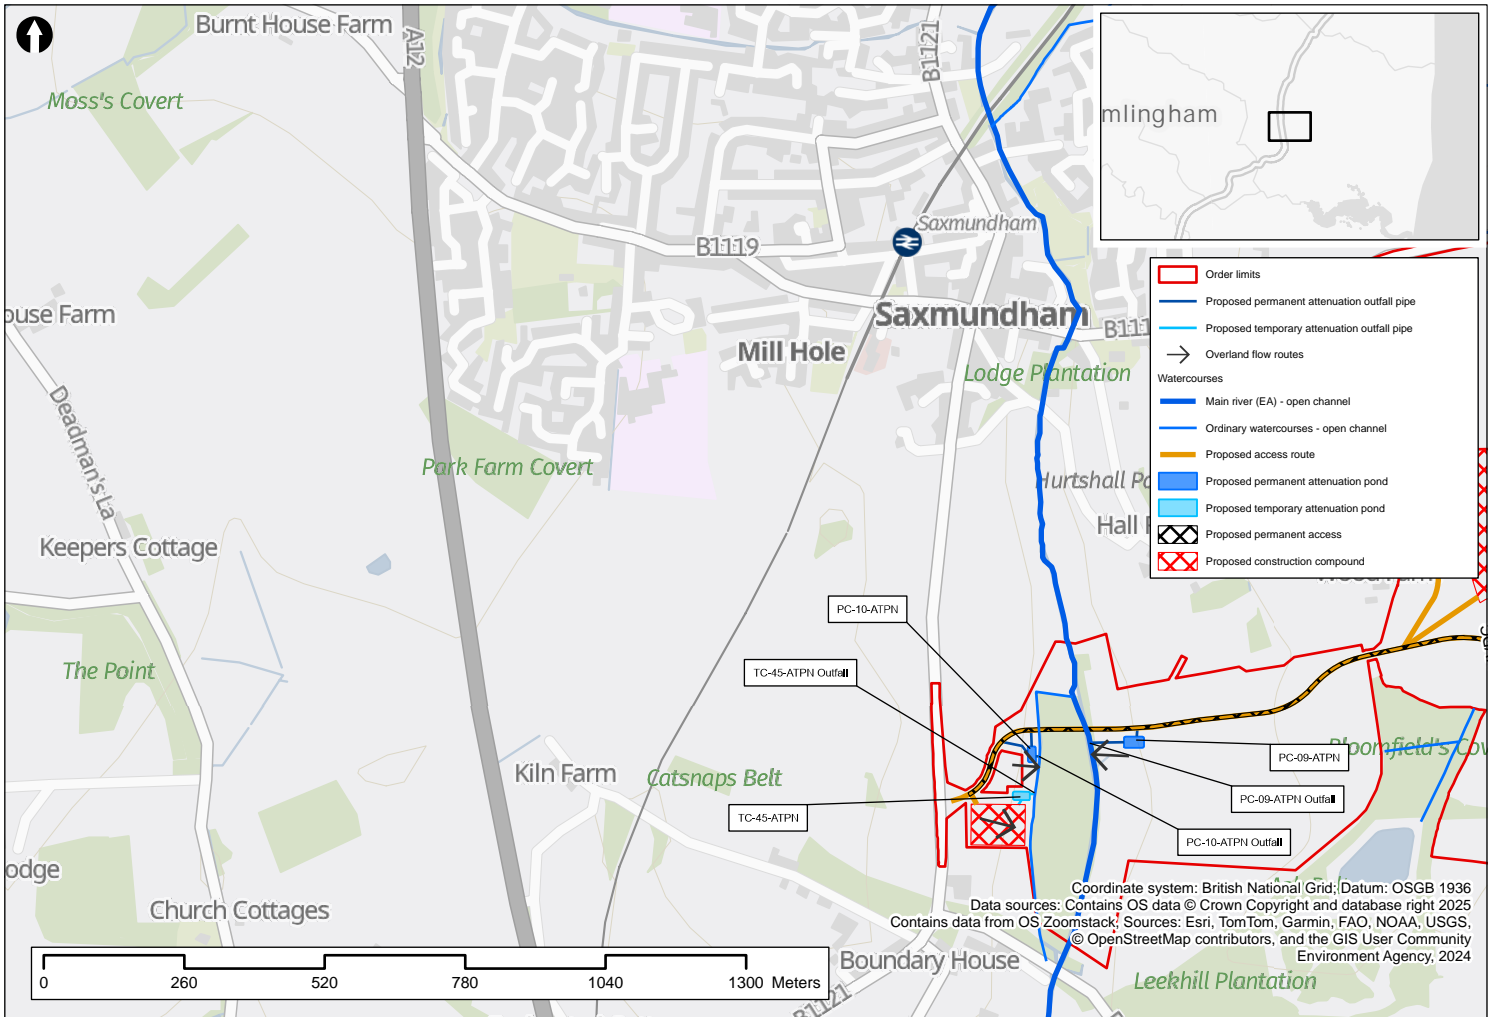 Burnt House Farm
A12
B1121
Moss's Covert
mlingham
Saxmundham
B1119
ouse Farm
Saxmundham
B111
Mill Hole
Lodge Plantation
Deadman's La
Park Farm Covert
Hurtshall Pa
Hall F
Keepers Cottage
The Point
Kiln Farm
Catsnaps Belt
Bloomfield's Cov
odge
Church Cottages
Boundary House
B1121
Leekhill Plantation
Order limits
Proposed permanent attenuation outfall pipe
Proposed temporary attenuation outfall pipe
Overland flow routes
Watercourses
Main river (EA) - open channel
Ordinary watercourses - open channel
Proposed access route
Proposed permanent attenuation pond
Proposed temporary attenuation pond
Proposed permanent access
Proposed construction compound
PC-10-ATPN
TC-45-ATPN Outfall
TC-45-ATPN
PC-09-ATPN
PC-09-ATPN Outfall
PC-10-ATPN Outfall
Coordinate system: British National Grid; Datum: OSGB 1936
Data sources: Contains OS data © Crown Copyright and database right 2025
Contains data from OS Zoomstack, Sources: Esri, TomTom, Garmin, FAO, NOAA, USGS,
© OpenStreetMap contributors, and the GIS User Community
Environment Agency, 2024
0 260 520 780 1040 1300 Meters